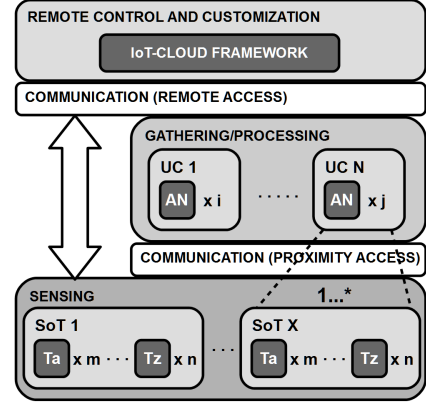 REMOTE CONTROL AND CUSTOMIZATION
IoT-CLOUD FRAMEWORK
COMMUNICATION (REMOTE ACCESS)
GATHERING/PROCESSING
UC 1 UC N
AN x i ····· AN x j
COMMUNICATION (PROXIMITY ACCESS)
SENSING 1...*
SoT 1 ··· SoT X
Ta x m ··· Tz x n Ta x m ··· Tz x n